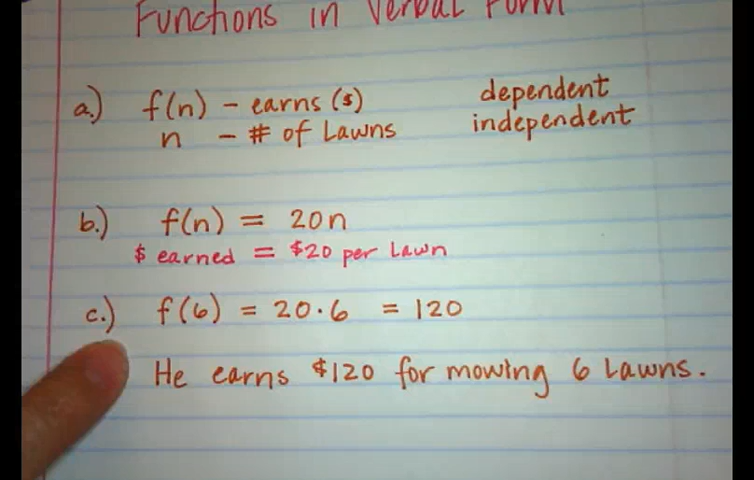 Functions in Verbal Form
a.) f(n) - earns ($) dependent
n - # of Lawns independent
b.) f(n) = 20n
$ earned = $20 per Lawn
c.) f(6) = 20·6 = 120
He earns $120 for mowing 6 Lawns.